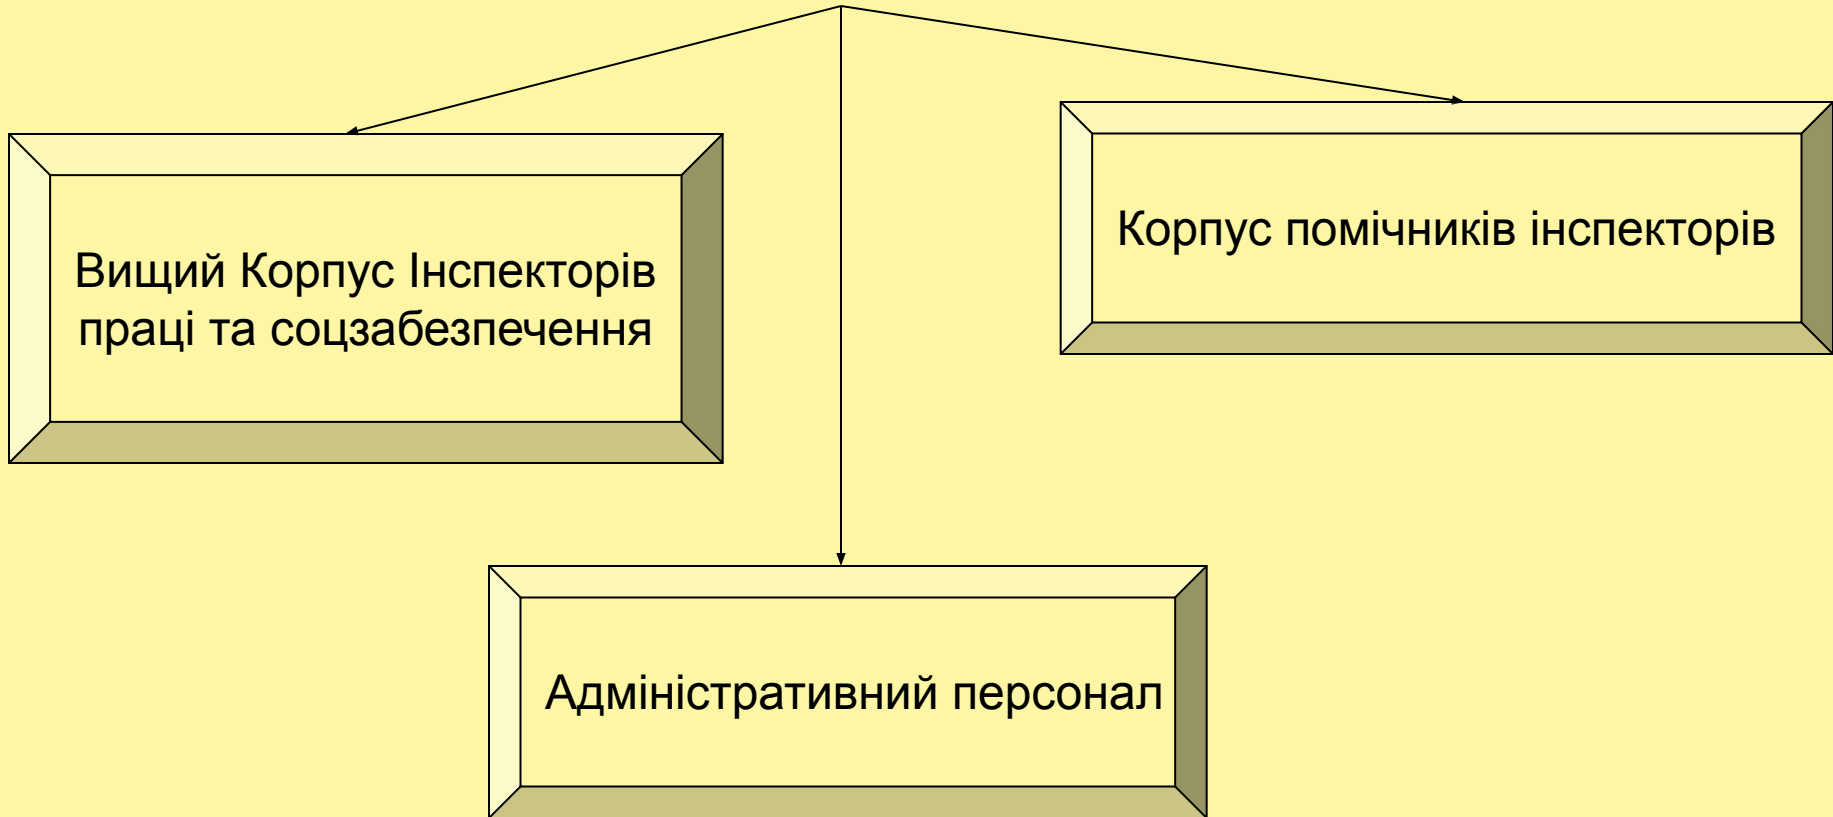 Вищий Корпус Інспекторів
праці та соцзабезпечення
Корпус помічників інспекторів
Адміністративний персонал